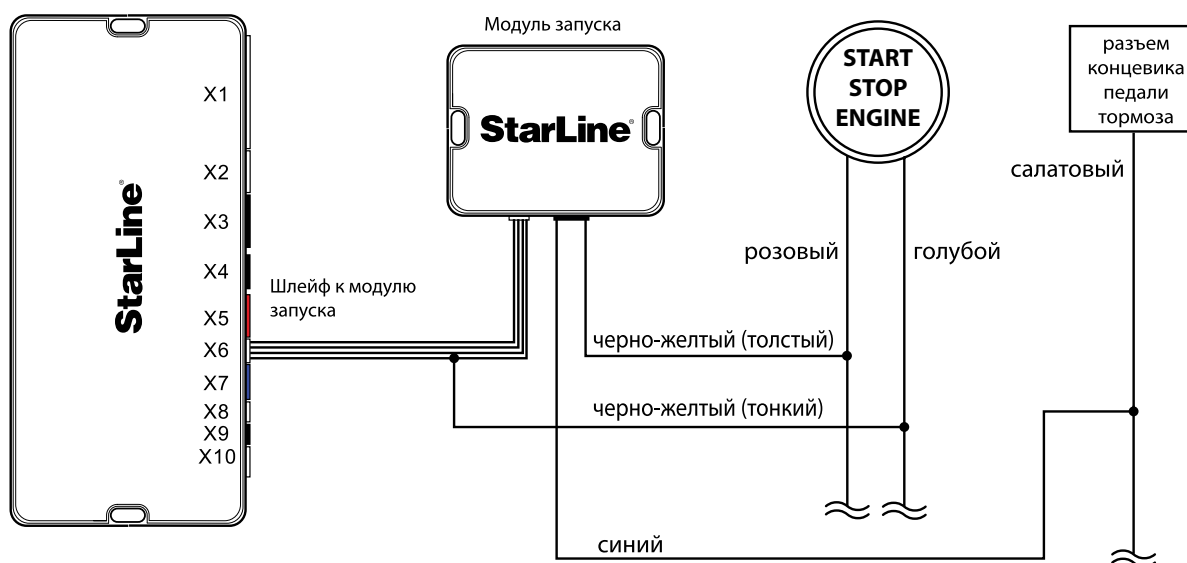 Модуль запуска
StarLine®
START
STOP
ENGINE
разъем
концевика
педали
тормоза
салатовый
розовый
голубой
StarLine®
X1
X2
X3
X4
X5
X6
X7
X8
X9
X10
Шлейф к модулю
запуска
черно-желтый (толстый)
черно-желтый (тонкий)
синий